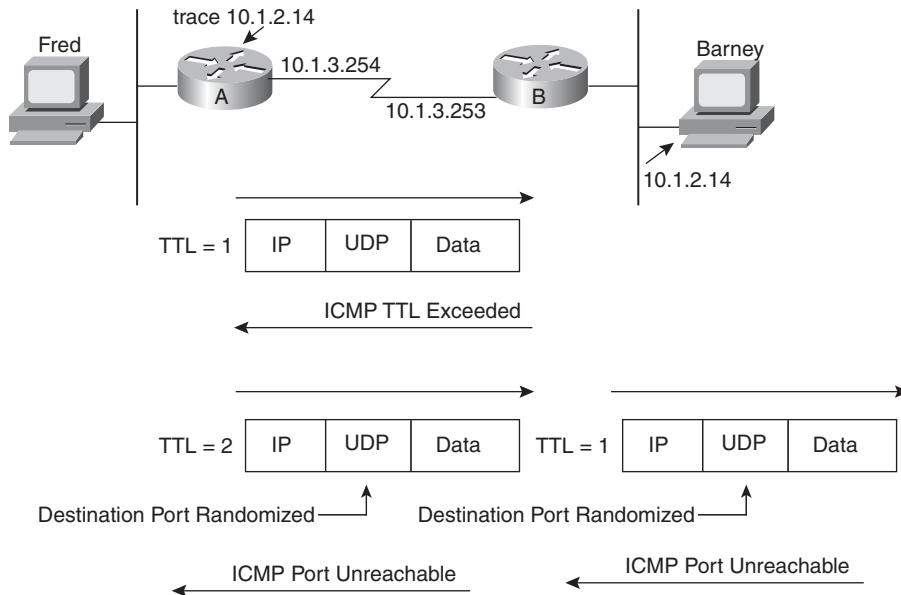 trace 10.1.2.14
Fred
Barney
10.1.3.254
A
B
10.1.3.253
10.1.2.14
TTL = 1 IP UDP Data
ICMP TTL Exceeded
TTL = 2 IP UDP Data TTL = 1 IP UDP Data
Destination Port Randomized Destination Port Randomized
ICMP Port Unreachable ICMP Port Unreachable